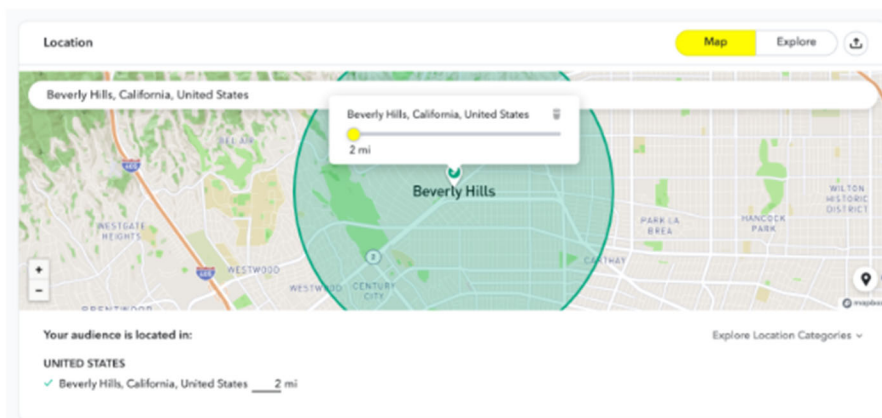 Location
Map
Explore
Beverly Hills, California, United States
Beverly Hills, California, United States
2 mi
BEL AIR
405
Beverly Hills
WESTGATE
HEIGHTS
WILTON
HISTORIC
DISTRICT
PARK LA
BREA
HANCOCK
PARK
2
CARTHAY
+
405
WESTWOOD
WESTWOOD
CENTURY
CITY
−
BRENTWOOD
mapbox
Your audience is located in:
Explore Location Categories
UNITED STATES
Beverly Hills, California, United States 2 mi